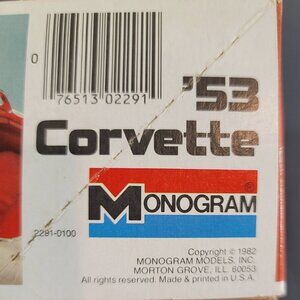 0
76513 02291
'53
Corvette
MONOGRAM®
2291-0100
Copyright © 1982
MONOGRAM MODELS, INC.
MORTON GROVE, ILL. 60053
All rights reserved. Made & printed in U.S.A.